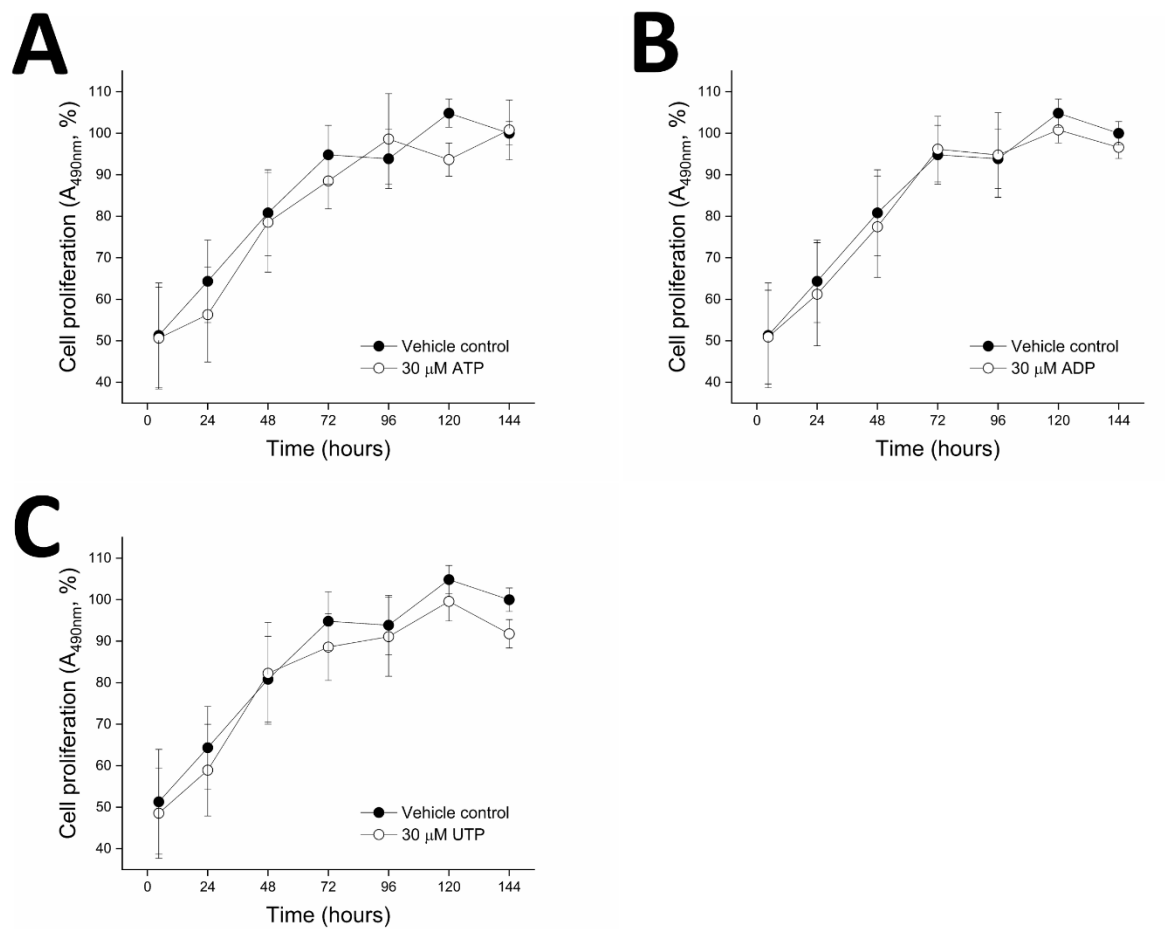 A
Cell proliferation (A490nm, %)
110
100
90
80
70
60
50
40
Vehicle control
30 μM ATP
0 24 48 72 96 120 144
Time (hours)
B
Cell proliferation (A490nm, %)
110
100
90
80
70
60
50
40
Vehicle control
30 μM ADP
0 24 48 72 96 120 144
Time (hours)
C
Cell proliferation (A490nm, %)
110
100
90
80
70
60
50
40
Vehicle control
30 μM UTP
0 24 48 72 96 120 144
Time (hours)